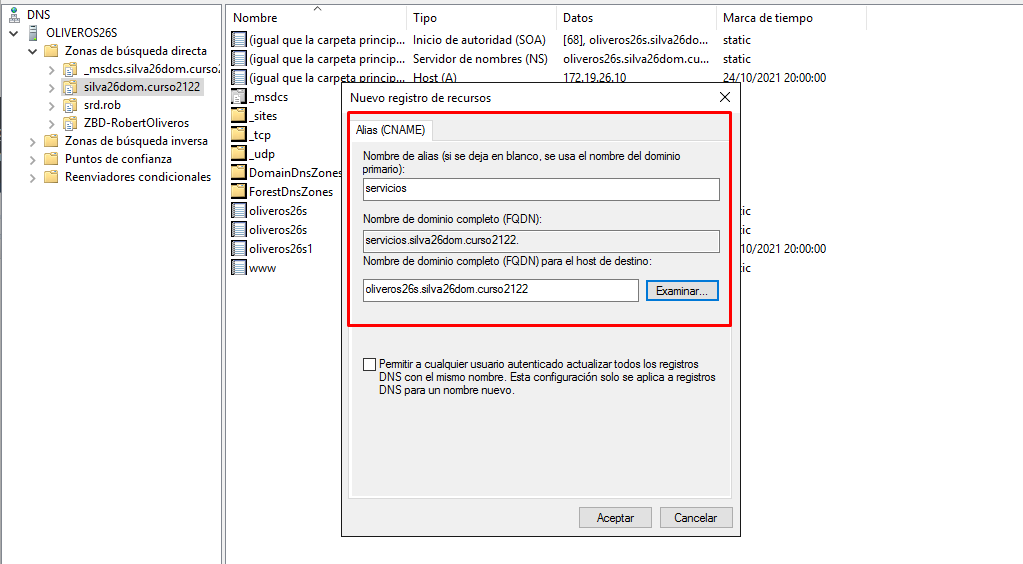 DNS
OLIVEROS26S
Zonas de búsqueda directa
_msdcs.silva26dom.curso2
silva26dom.curso2122
srd.rob
ZBD-RobertOliveros
Zonas de búsqueda inversa
Puntos de confianza
Reenviadores condicionales
Nombre Tipo Datos Marca de tiempo
(igual que la carpeta princip... Inicio de autoridad (SOA) [68], oliveros26s.silva26do... static
(igual que la carpeta princip... Servidor de nombres (NS) oliveros26s.silva26dom.cu... static
(igual que la carpeta princip... Host (A) 172.19.26.10 24/10/2021 20:00:00
_msdcs
_sites
_tcp
_udp
DomainDnsZones
ForestDnsZones
oliveros26s tic
oliveros26s tic
oliveros26s1 /10/2021 20:00:00
www tic
Nuevo registro de recursos
Alias (CNAME)
Nombre de alias (si se deja en blanco, se usa el nombre del dominio
primario):
servicios
Nombre de dominio completo (FQDN):
servicios.silva26dom.curso2122.
Nombre de dominio completo (FQDN) para el host de destino:
oliveros26s.silva26dom.curso2122 Examinar...
Permitir a cualquier usuario autenticado actualizar todos los registros
DNS con el mismo nombre. Esta configuración solo se aplica a registros
DNS para un nombre nuevo.
Aceptar Cancelar